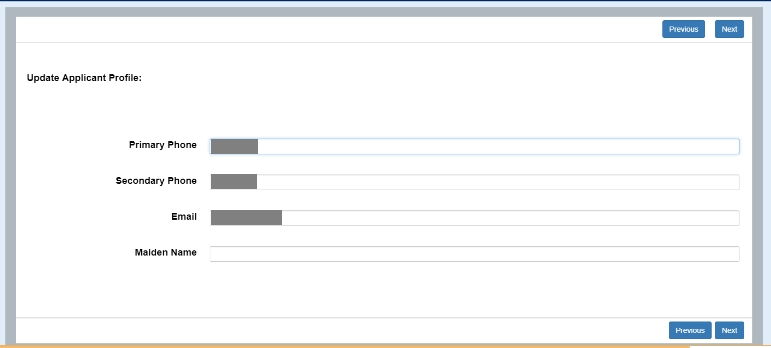 Previous Next
Update Applicant Profile:
Primary Phone
Secondary Phone
Email
Maiden Name
Previous Next